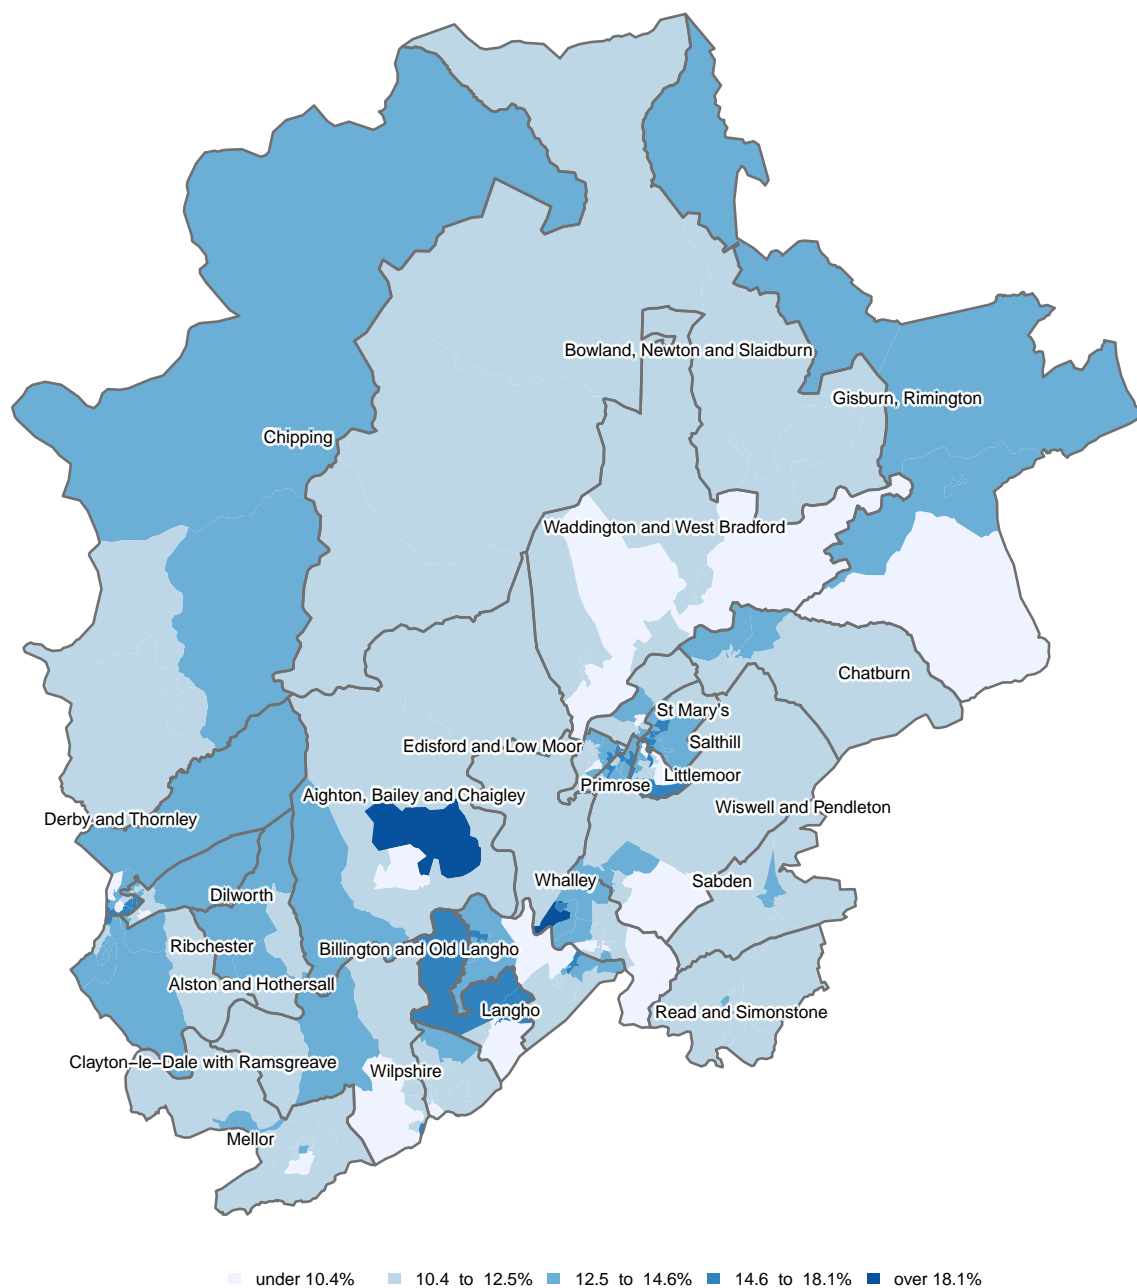 Bowland, Newton and Slaidburn
Gisburn, Rimington
Chipping
Waddington and West Bradford
Chatburn
St Mary's
Edisford and Low Moor
Salthill
Littlemoor
Primrose
Aighton, Bailey and Chaigley
Wiswell and Pendleton
Derby and Thornley
Whalley
Sabden
Dilworth
Ribchester
Billington and Old Langho
Alston and Hothersall
Langho
Read and Simonstone
Clayton−le−Dale with Ramsgreave
Wilpshire
Mellor
under 10.4% 10.4 to 12.5% 12.5 to 14.6% 14.6 to 18.1% over 18.1%